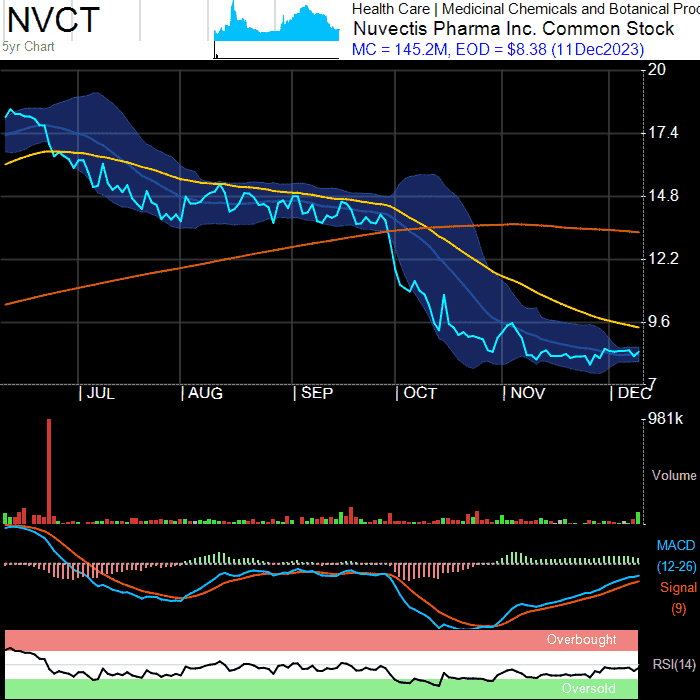 NVCT
5yr Chart
Health Care | Medicinal Chemicals and Botanical Proc
Nuvectis Pharma Inc. Common Stock
MC = 145.2M, EOD = $8.38 (11Dec2023)
20
17.4
14.8
12.2
9.6
7
JUL AUG SEP OCT NOV DEC
981k
Volume
MACD
(12-26)
Signal
(9)
Overbought
RSI(14)
Oversold